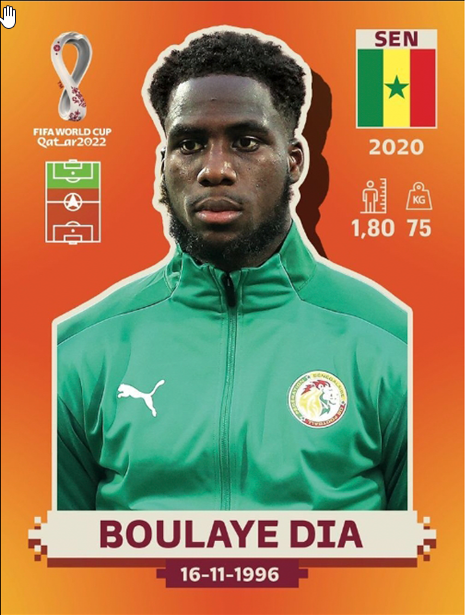 SEN
FIFA WORLD CUP
Qatar2022
2020
KG
1,80 75
BOULAYE DIA
16-11-1996